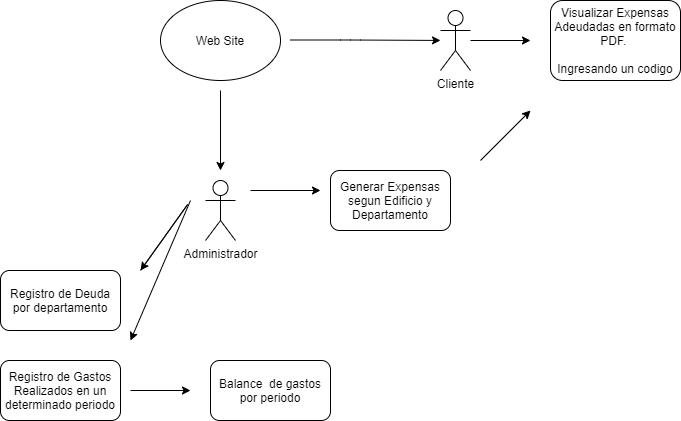 Web Site
Cliente
Visualizar Expensas
Adeudadas en formato
PDF.
Ingresando un codigo
Administrador
Generar Expensas
segun Edificio y
Departamento
Registro de Deuda
por departamento
Registro de Gastos
Realizados en un
determinado periodo
Balance de gastos
por periodo